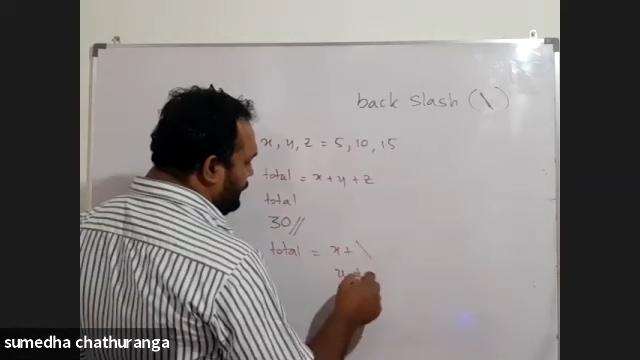 back slash (\)
x, y, z = 5, 10, 15
total = x + y + z
total
30//
total = x + \
y +
sumedha chathuranga